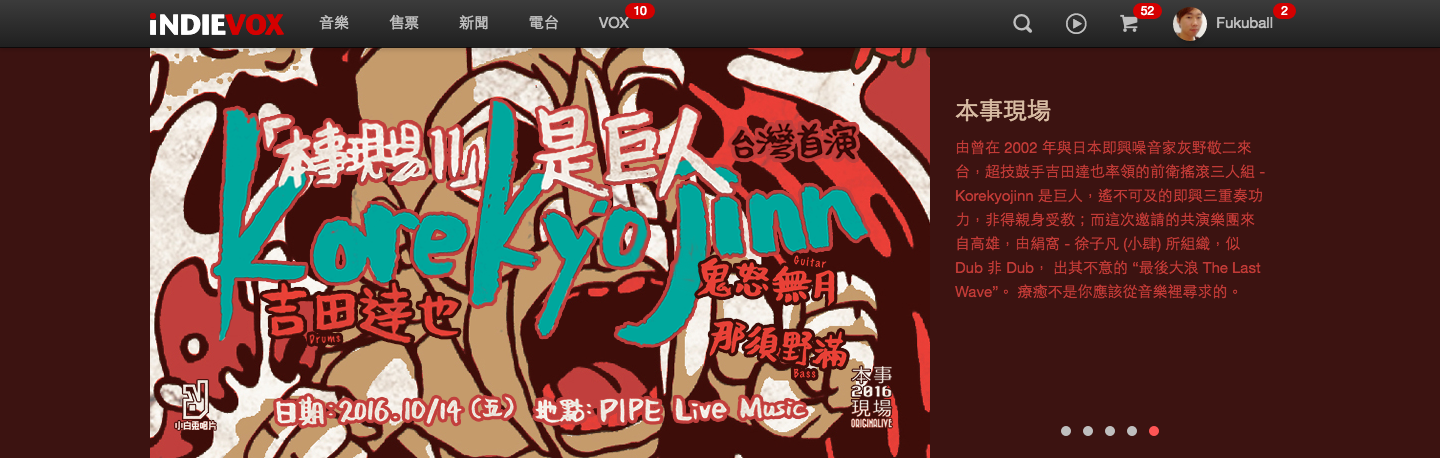 iNDIEVOX
音樂
售票
新聞
電台
VOX
10
52
Fukuball
2
「本事現場11」
是巨人
台灣首演
Korekyojinn
Guitar
鬼怒無月
吉田達也
Drums
那須野滿
Bass
日期:2016.10/14(五) 地點:PIPE Live Music
小白兎唱片
本事
2016
現場
ORIGINALIVE
本事現場
由曾在 2002 年與日本即興噪音家灰野敬二來
台,超技鼓手吉田達也率領的前衛搖滾三人組 -
Korekyojinn 是巨人,遙不可及的即興三重奏功
力,非得親身受教;而這次邀請的共演樂團來
自高雄,由絹窩 - 徐子凡 (小肆) 所組織,似
Dub 非 Dub, 出其不意的 “最後大浪 The Last
Wave”。 療癒不是你應該從音樂裡尋求的。